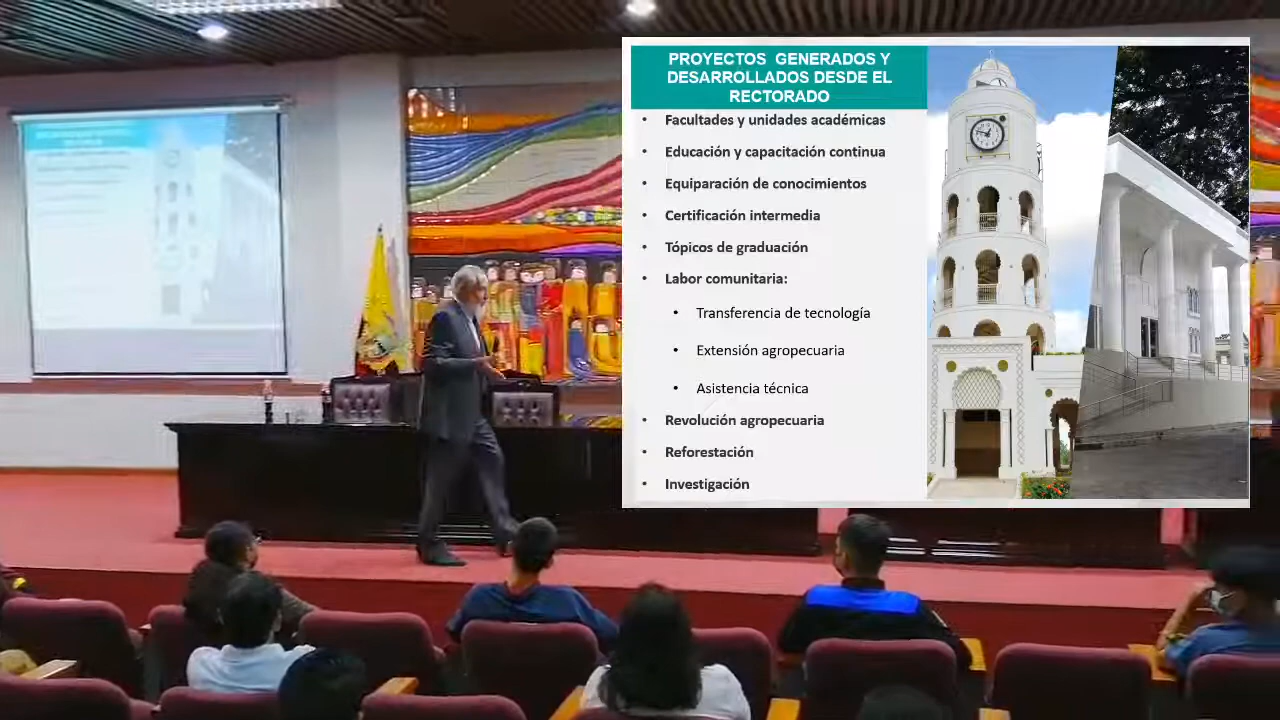 PROYECTOS GENERADOS Y
DESARROLLADOS DESDE EL
RECTORADO
• Facultades y unidades académicas
• Educación y capacitación continua
• Equiparación de conocimientos
• Certificación intermedia
• Tópicos de graduación
• Labor comunitaria:
• Transferencia de tecnología
• Extensión agropecuaria
• Asistencia técnica
• Revolución agropecuaria
• Reforestación
• Investigación